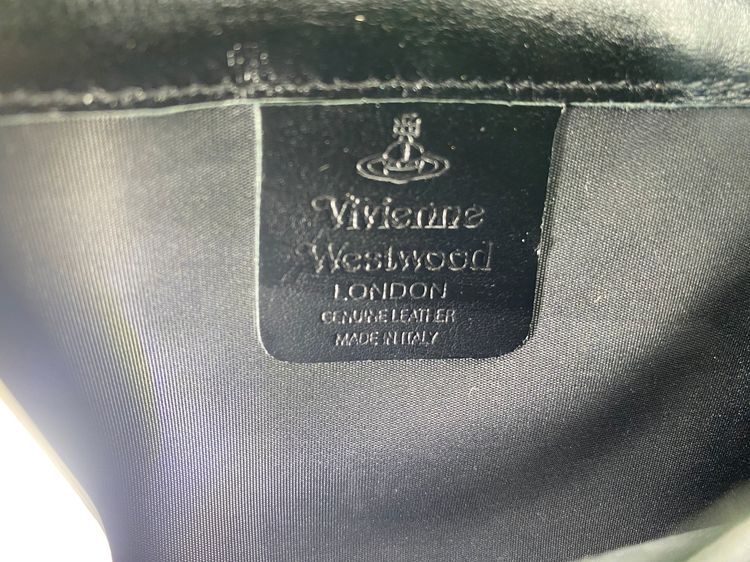 Vivienne
Westwood
LONDON
GENUINE LEATHER
MADE IN ITALY